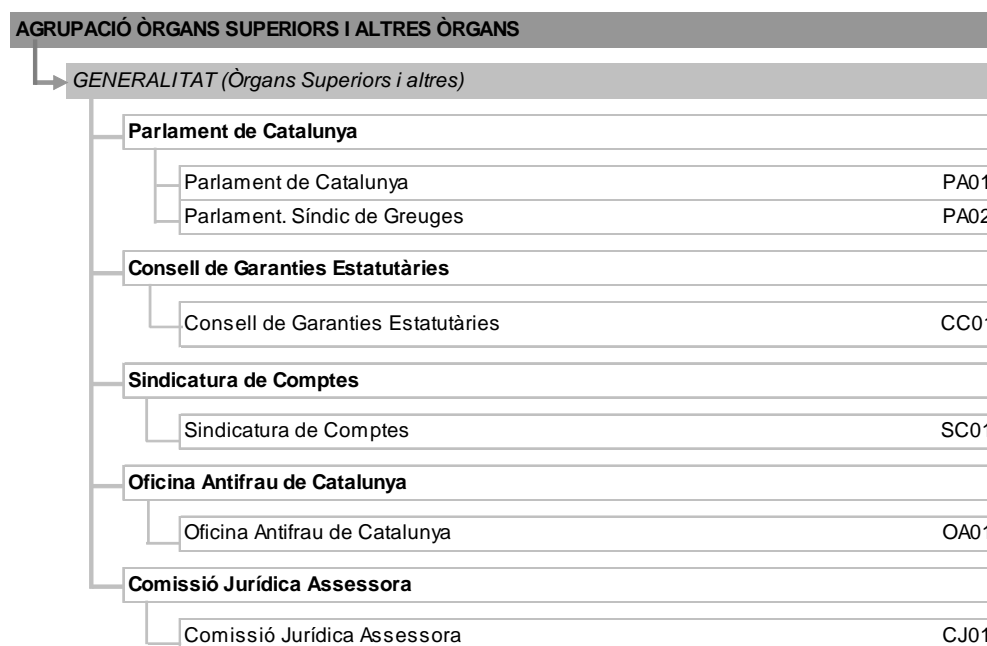 AGRUPACIÓ ÒRGANS SUPERIORS I ALTRES ÒRGANS
GENERALITAT (Òrgans Superiors i altres)
Parlament de Catalunya
Parlament de Catalunya PA01
Parlament. Síndic de Greuges PA02
Consell de Garanties Estatutàries
Consell de Garanties Estatutàries CC01
Sindicatura de Comptes
Sindicatura de Comptes SC01
Oficina Antifrau de Catalunya
Oficina Antifrau de Catalunya OA01
Comissió Jurídica Assessora
Comissió Jurídica Assessora CJ01